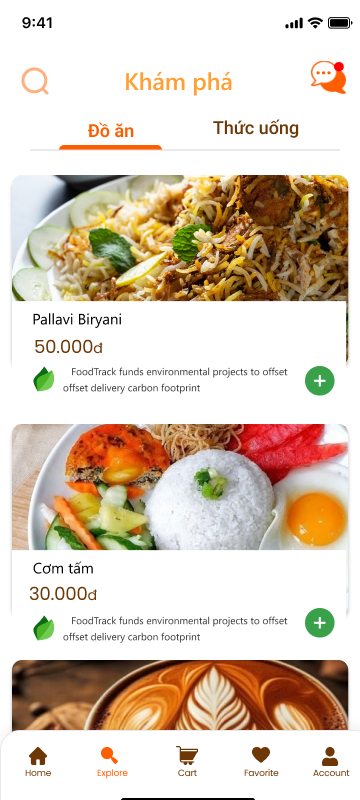 9:41
Khám phá
Đồ ăn
Thức uống
Pallavi Biryani
50.000đ
FoodTrack funds environmental projects to offset
offset delivery carbon footprint
Cơm tấm
30.000đ
FoodTrack funds environmental projects to offset
offset delivery carbon footprint
Home
Explore
Cart
Favorite
Account